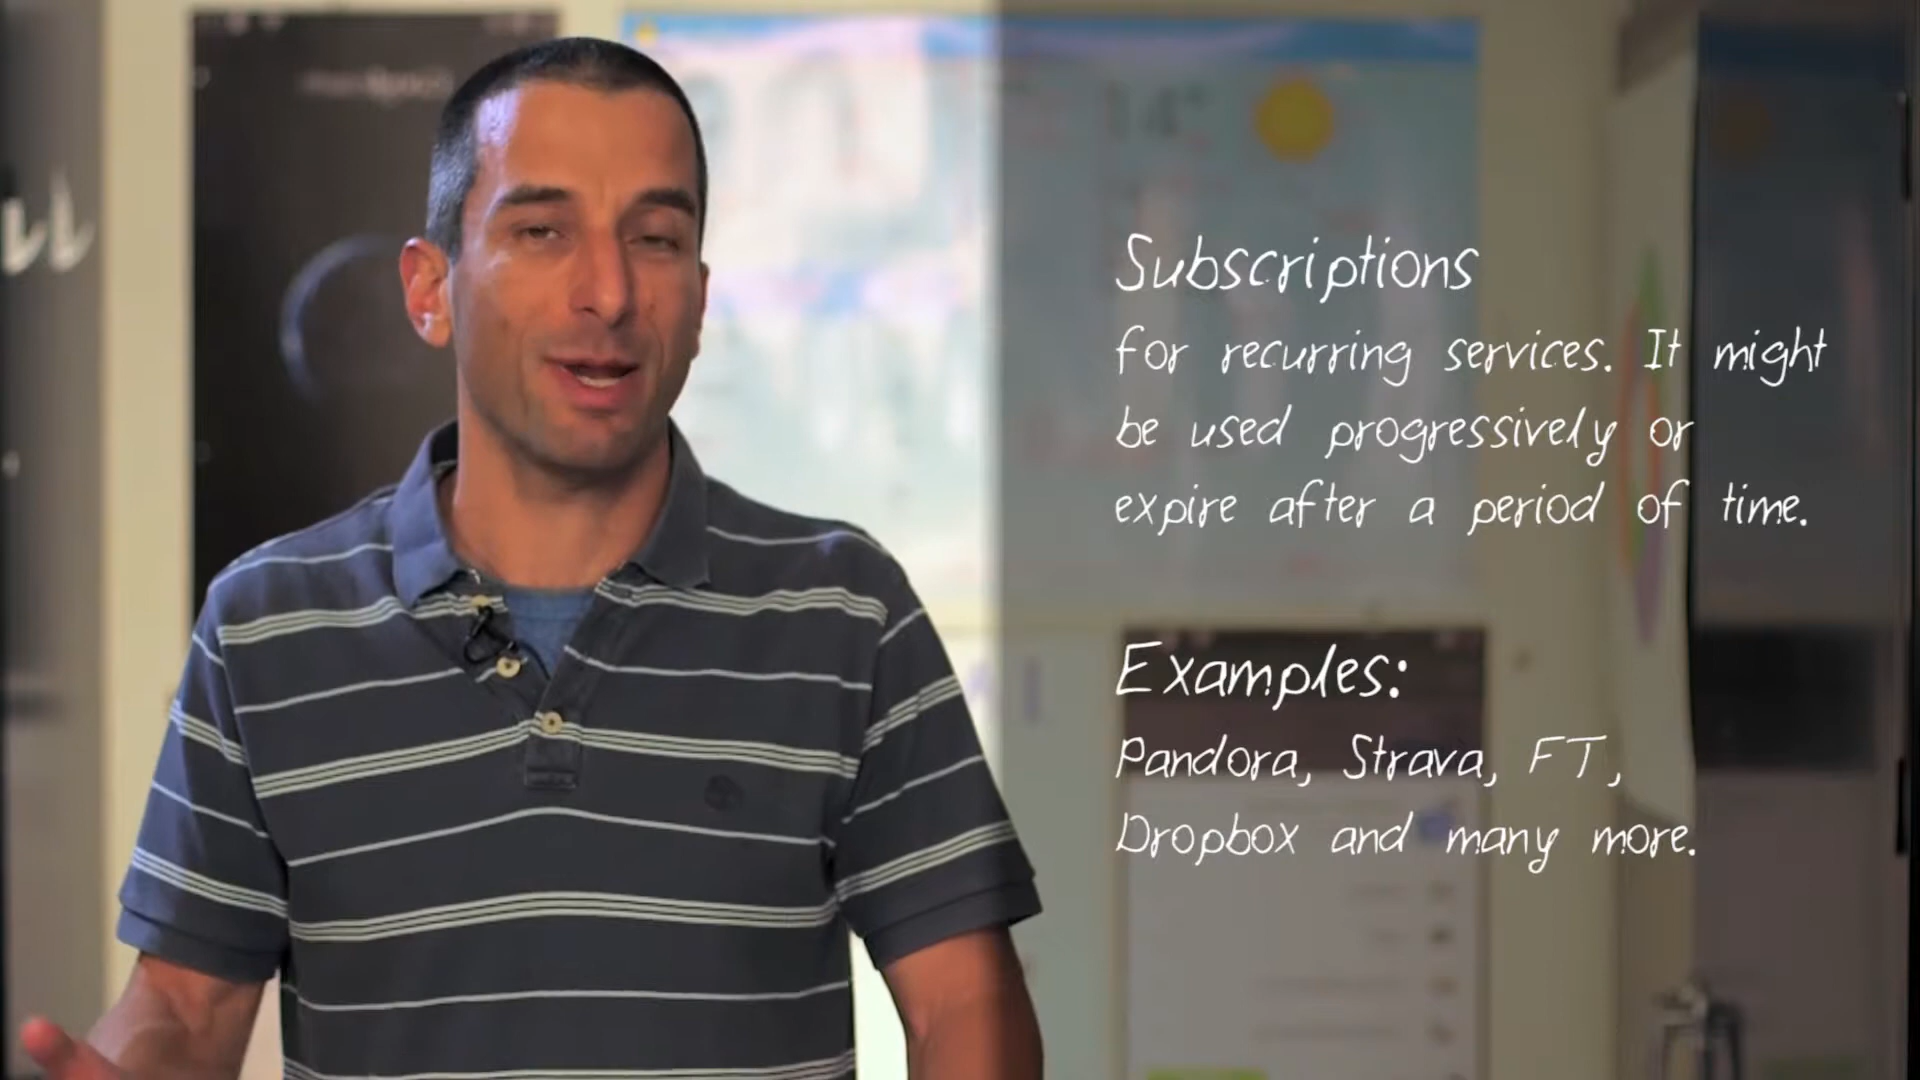 Subscriptions
for recurring services. It might
be used progressively or
expire after a period of time.
Examples:
Pandora, Strava, FT,
Dropbox and many more.